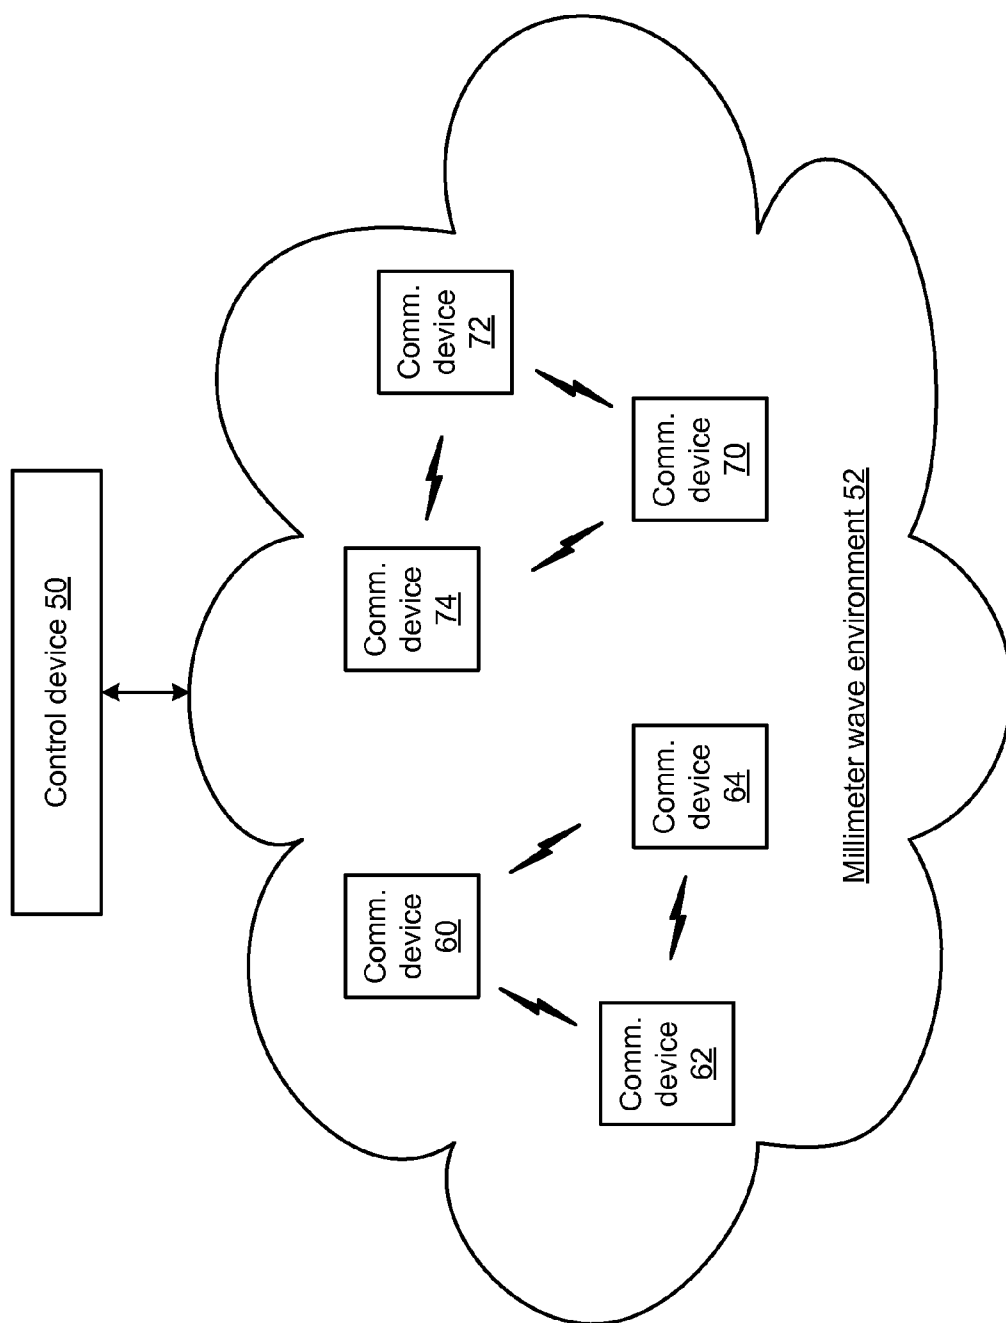 Control device 50
Comm.
device
60
Comm.
device
74
Comm.
device
72
Comm.
device
62
Comm.
device
64
Comm.
device
70
Millimeter wave environment 52